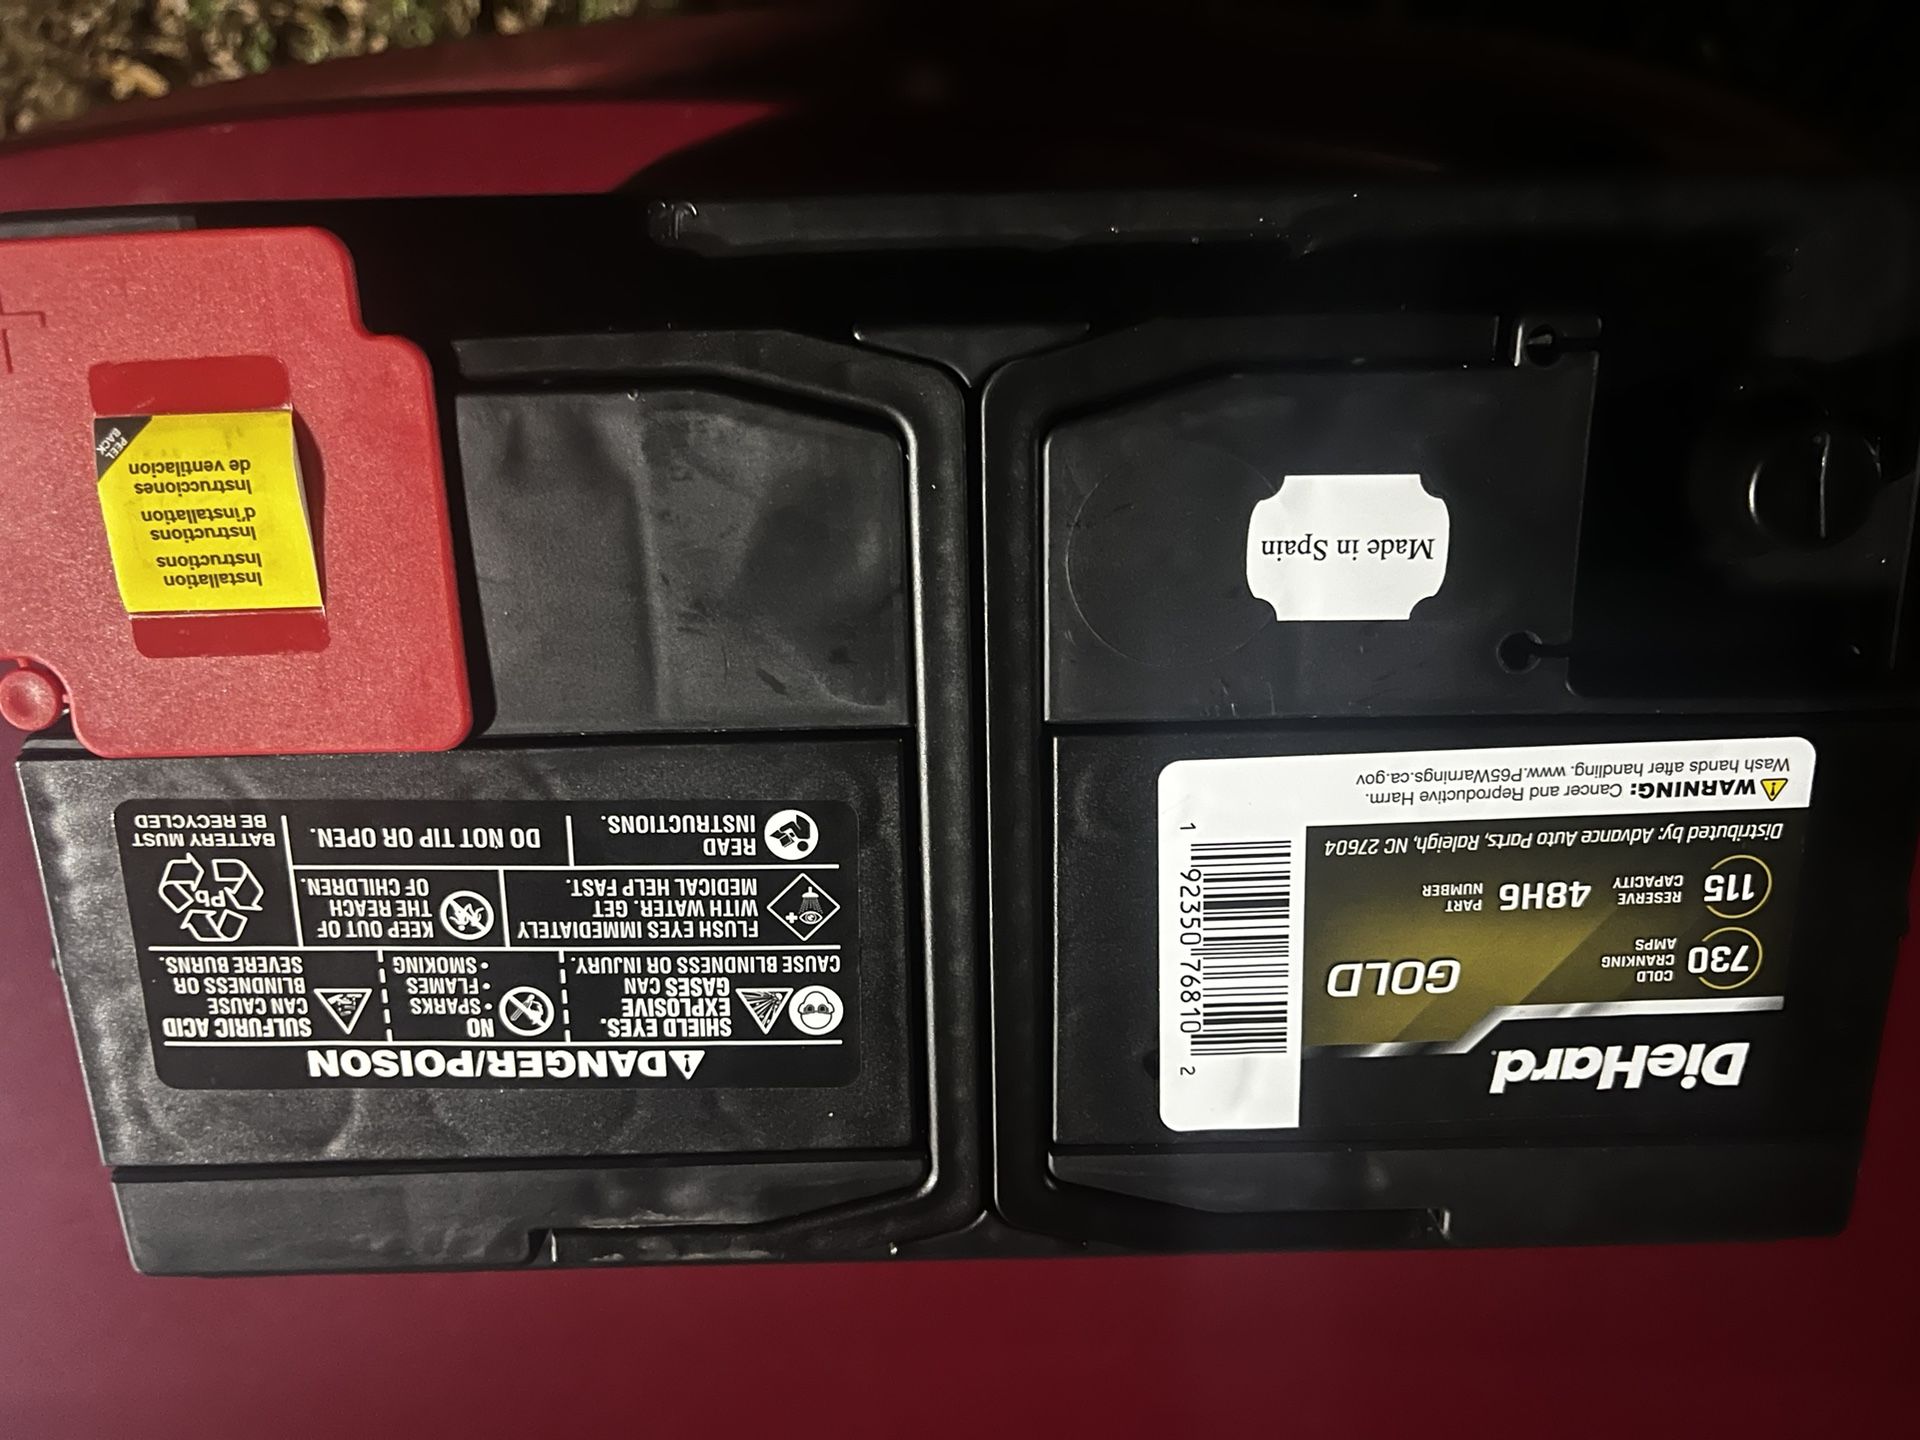 DieHard
730 COLD CRANKING AMPS
GOLD
115 RESERVE CAPACITY
48H6 PART NUMBER
Distributed by: Advance Auto Parts, Raleigh, NC 27604
WARNING: Cancer and Reproductive Harm.
Wash hands after handling. www.P65Warnings.ca.gov
1 92350 76810 2
Made in Spain
DANGER/POISON
SHIELD EYES.
EXPLOSIVE
GASES CAN
CAUSE BLINDNESS OR INJURY.
NO
• SPARKS
• FLAMES
• SMOKING
SULFURIC ACID
CAN CAUSE
BLINDNESS OR
SEVERE BURNS.
FLUSH EYES IMMEDIATELY
WITH WATER. GET
MEDICAL HELP FAST.
KEEP OUT OF
THE REACH
OF CHILDREN.
Pb
BATTERY MUST
BE RECYCLED
READ
INSTRUCTIONS.
DO NOT TIP OR OPEN.
Installation
Instructions
Instructions
d'installation
Instrucciones
de ventilacion
PEEL
BACK
+